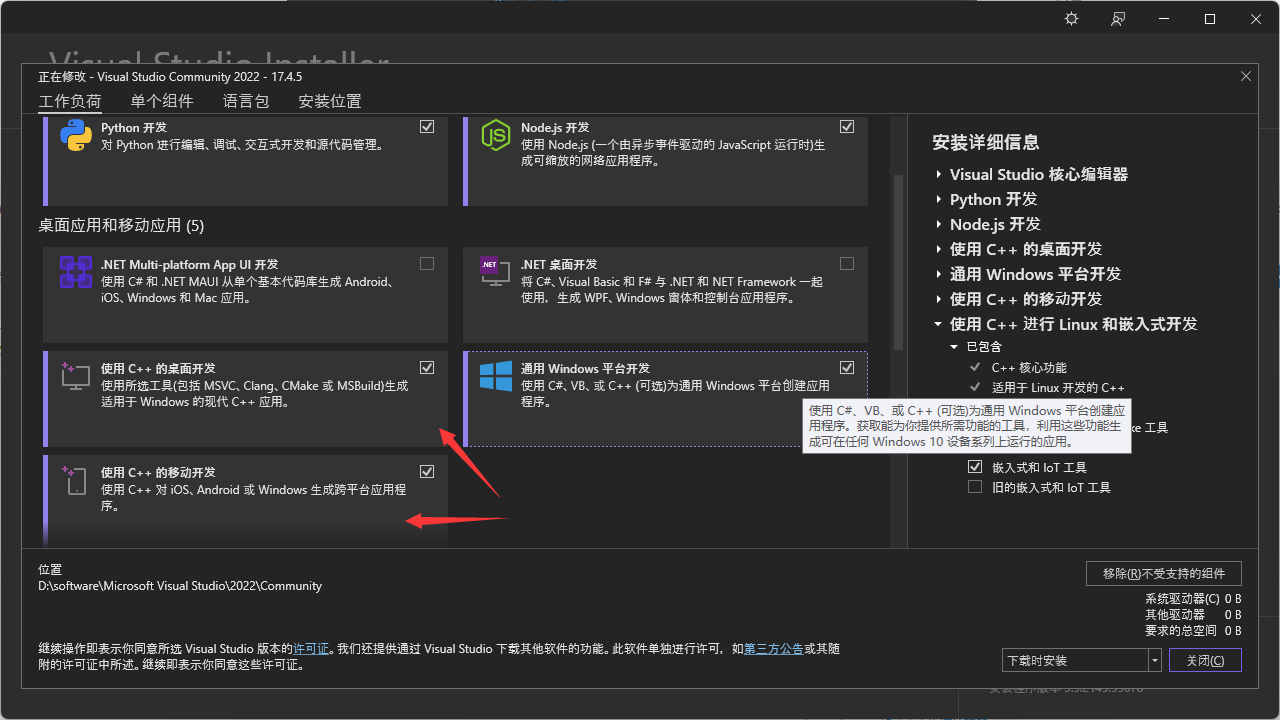 Visual Studio Installer
正在修改 - Visual Studio Community 2022 - 17.4.5
工作负荷 单个组件 语言包 安装位置
Python 开发
对 Python 进行编辑、调试、交互式开发和源代码管理。
Node.js 开发
使用 Node.js (一个由异步事件驱动的 JavaScript 运行时)生
成可缩放的网络应用程序。
桌面应用和移动应用 (5)
.NET Multi-platform App UI 开发
使用 C# 和 .NET MAUI 从单个基本代码库生成 Android、
iOS、Windows 和 Mac 应用。
.NET
.NET 桌面开发
将 C#、Visual Basic 和 F# 与 .NET 和 NET Framework 一起
使用，生成 WPF、Windows 窗体和控制台应用程序。
使用 C++ 的桌面开发
使用所选工具(包括 MSVC、Clang、CMake 或 MSBuild)生成
适用于 Windows 的现代 C++ 应用。
通用 Windows 平台开发
使用 C#、VB、或 C++ (可选)为通用 Windows 平台创建应用
程序。
使用 C++ 的移动开发
使用 C++ 对 iOS、Android 或 Windows 生成跨平台应用程
序。
安装详细信息
Visual Studio 核心编辑器
Python 开发
Node.js 开发
使用 C++ 的桌面开发
通用 Windows 平台开发
使用 C++ 的移动开发
使用 C++ 进行 Linux 和嵌入式开发
已包含
C++ 核心功能
适用于 Linux 开发的 C++
使用 C#、VB、或 C++ (可选)为通用 Windows 平台创建应
用程序。获取能为你提供所需功能的工具，利用这些功能生
成可在任何 Windows 10 设备系列上运行的应用。
工具
嵌入式和 IoT 工具
旧的嵌入式和 IoT 工具
位置
D:\software\Microsoft Visual Studio\2022\Community
移除(R)不受支持的组件
系统驱动器(C) 0 B
其他驱动器 0 B
要求的总空间 0 B
继续操作即表示你同意所选 Visual Studio 版本的许可证。我们还提供通过 Visual Studio 下载其他软件的功能。此软件单独进行许可，如第三方公告或其随
附的许可证中所述。继续即表示你同意这些许可证。
下载时安装
关闭(C)